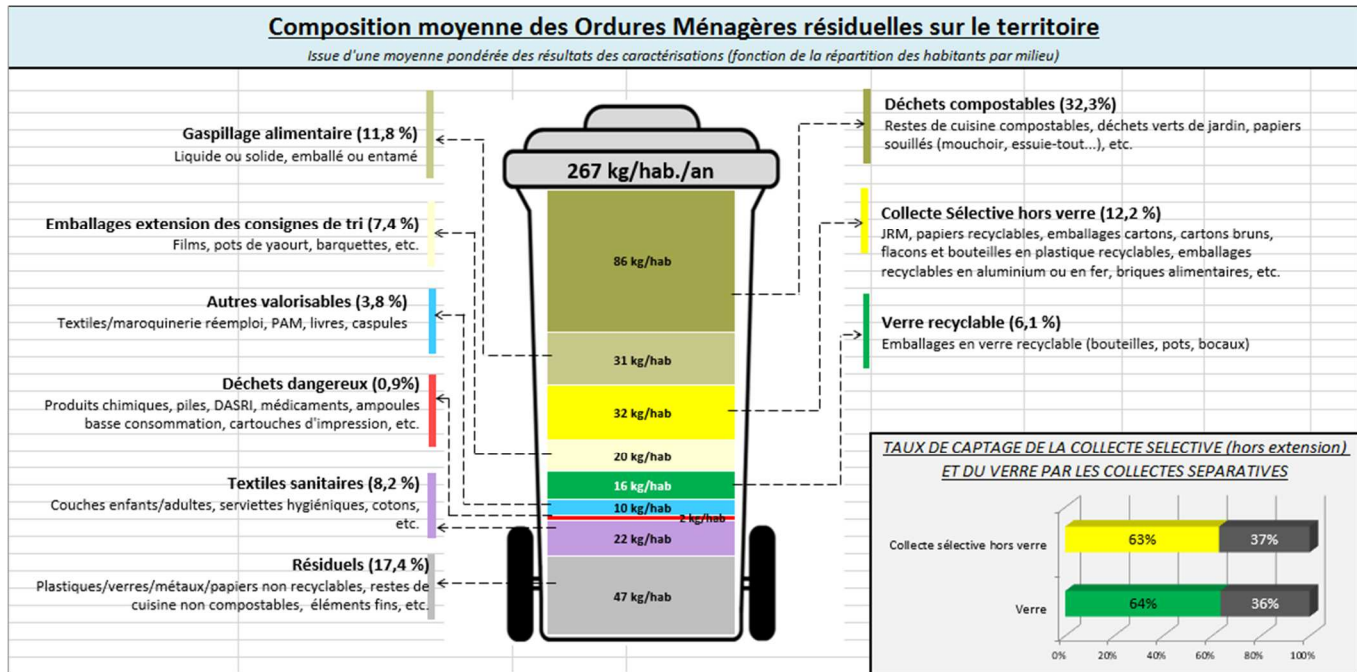 Composition moyenne des Ordures Ménagères résiduelles sur le territoire
Issue d'une moyenne pondérée des résultats des caractérisations (fonction de la répartition des habitants par milieu)
Gaspillage alimentaire (11,8 %)
Liquide ou solide, emballé ou entamé
Emballages extension des consignes de tri (7,4 %)
Films, pots de yaourt, barquettes, etc.
Autres valorisables (3,8 %)
Textiles/maroquinerie réemploi, PAM, livres, caspules
Déchets dangereux (0,9%)
Produits chimiques, piles, DASRI, médicaments, ampoules
basse consommation, cartouches d'impression, etc.
Textiles sanitaires (8,2 %)
Couches enfants/adultes, serviettes hygiéniques, cotons,
etc.
Résiduels (17,4 %)
Plastiques/verres/métaux/papiers non recyclables, restes de
cuisine non compostables, éléments fins, etc.
267 kg/hab./an
86 kg/hab
31 kg/hab
32 kg/hab
20 kg/hab
16 kg/hab
10 kg/hab
2 kg/hab
22 kg/hab
47 kg/hab
Déchets compostables (32,3%)
Restes de cuisine compostables, déchets verts de jardin, papiers
souillés (mouchoir, essuie-tout...), etc.
Collecte Sélective hors verre (12,2 %)
JRM, papiers recyclables, emballages cartons, cartons bruns,
flacons et bouteilles en plastique recyclables, emballages
recyclables en aluminium ou en fer, briques alimentaires, etc.
Verre recyclable (6,1 %)
Emballages en verre recyclable (bouteilles, pots, bocaux)
TAUX DE CAPTAGE DE LA COLLECTE SELECTIVE (hors extension)
ET DU VERRE PAR LES COLLECTES SEPARATIVES
Collecte sélective hors verre 63% 37%
Verre 64% 36%
0% 20% 40% 60% 80% 100%